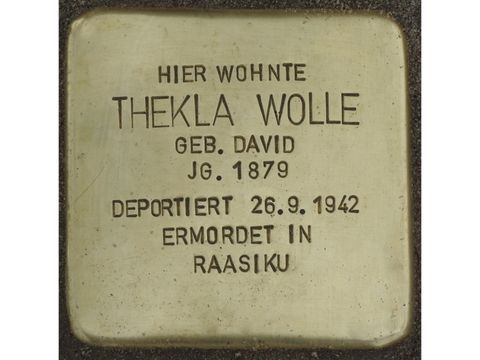 HIER WOHNTE
THEKLA WOLLE
GEB. DAVID
JG. 1879
DEPORTIERT 26.9.1942
ERMORDET IN
RAASIKU